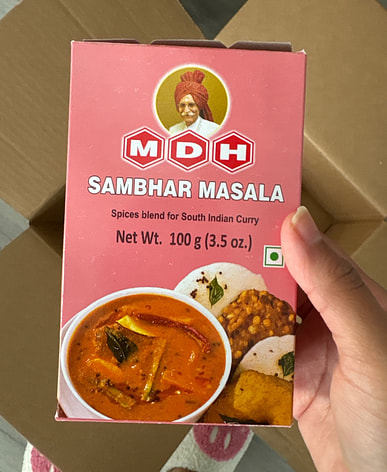 MDH
SAMBHAR MASALA
Spices blend for South Indian Curry
Net Wt. 100 g (3.5 oz.)